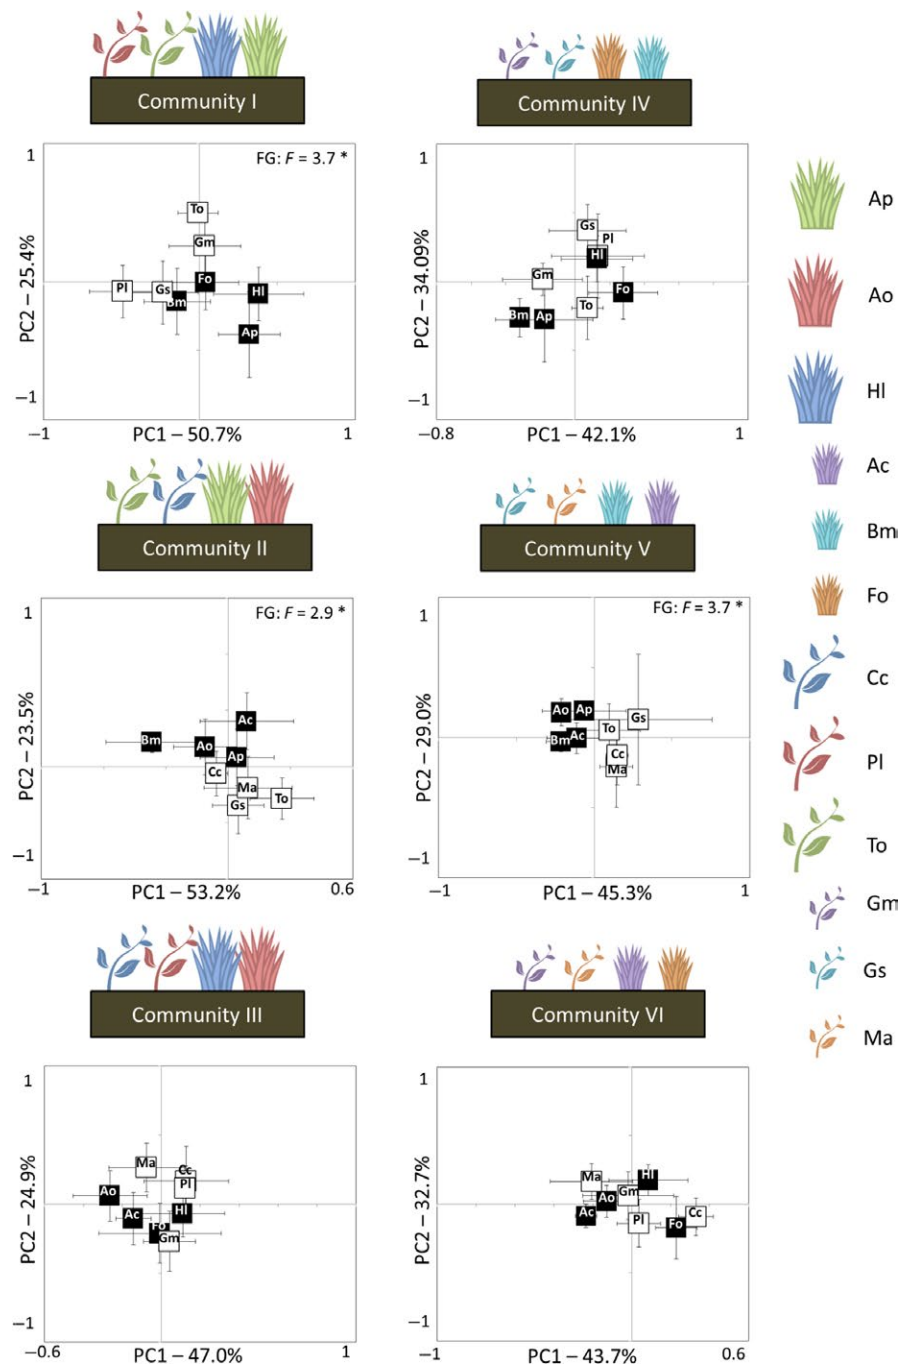 Community I
1
FG: F = 3.7 *
PC2 – 25.4%
To
Gm
Fo
Pl
Gs
Bm
Hl
Ap
−1
−1
PC1 – 50.7%
1
Community IV
1
PC2 – 34.09%
Gs
Pl
Hl
Gm
Fo
To
Bm
Ap
−1
−0.8
PC1 – 42.1%
1
Community II
1
FG: F = 2.9 *
PC2 – 23.5%
Ac
Bm
Ao
Ap
Cc
Ma
Gs
To
−1
−1
PC1 – 53.2%
0.6
Community V
1
FG: F = 3.7 *
PC2 – 29.0%
Ao
Ap
Gs
To
Bm
Ac
Cc
Ma
−1
−1
PC1 – 45.3%
1
Community III
1
PC2 – 24.9%
Ma
Cc
Pl
Ao
Ac
Hl
Fo
Gm
−1
−0.6
PC1 – 47.0%
1
Community VI
1
PC2 – 32.7%
Ma
Hl
Gm
Ao
Ac
Pl
Cc
Fo
−1
−1
PC1 – 43.7%
0.6
Ap
Ao
Hl
Ac
Bm
Fo
Cc
Pl
To
Gm
Gs
Ma